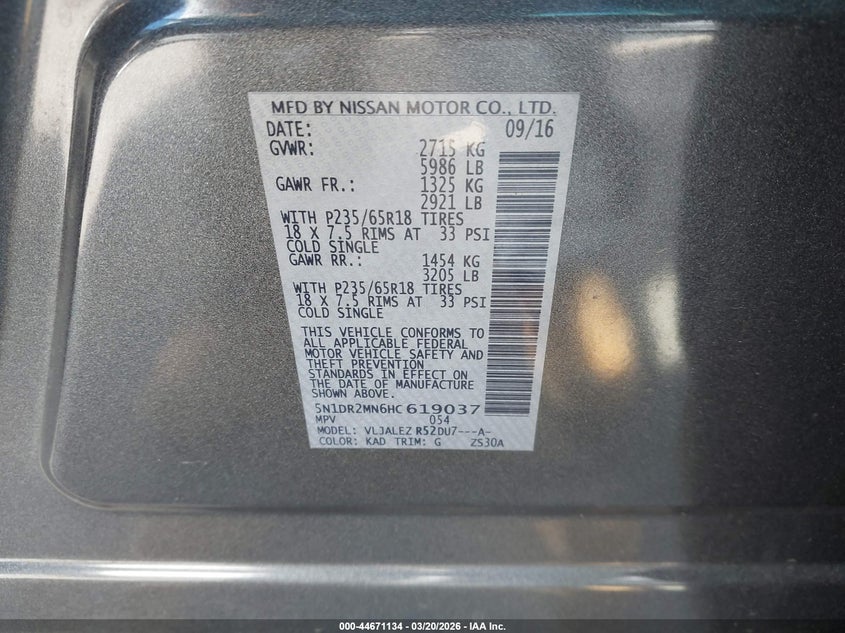 MFD BY NISSAN MOTOR CO., LTD.
DATE: 09/16
GVWR: 2715 KG
5986 LB
GAWR FR.: 1325 KG
2921 LB
WITH P235/65R18 TIRES
18 X 7.5 RIMS AT 33 PSI
COLD SINGLE
GAWR RR.: 1454 KG
3205 LB
WITH P235/65R18 TIRES
18 X 7.5 RIMS AT 33 PSI
COLD SINGLE
THIS VEHICLE CONFORMS TO
ALL APPLICABLE FEDERAL
MOTOR VEHICLE SAFETY AND
THEFT PREVENTION
STANDARDS IN EFFECT ON
THE DATE OF MANUFACTURE
SHOWN ABOVE.
5N1DR2MN6HC 619037
MPV 054
MODEL: VLJALEZ R52DU7---A-
COLOR: KAD TRIM: G ZS30A
000-44671134 - 03/20/2026 - IAA Inc.